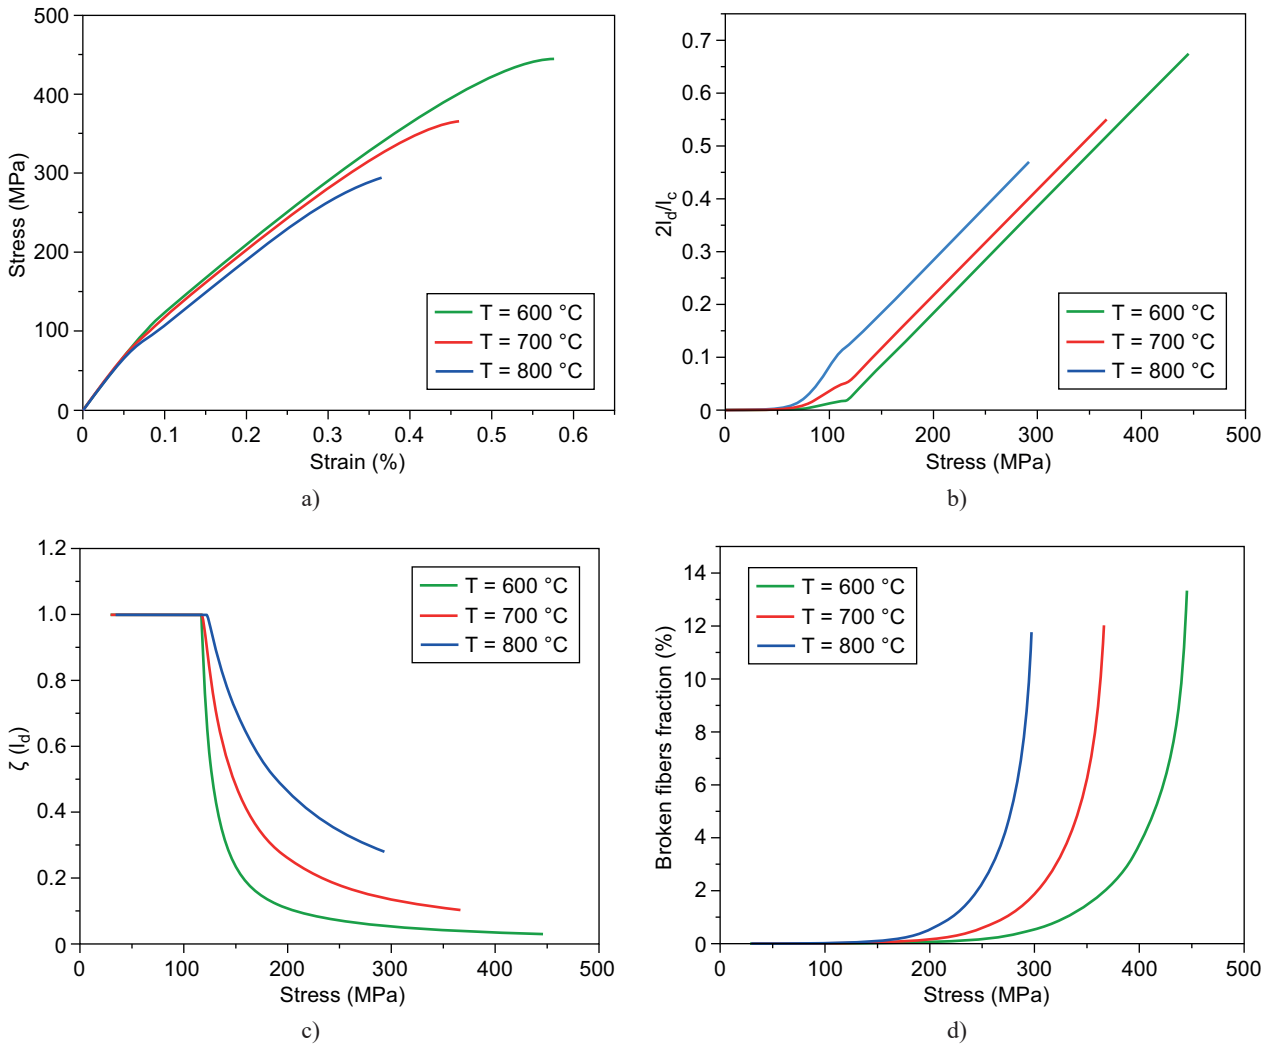 500
400
300
200
100
0
Stress (MPa)
0
0.1
0.2
0.3
0.4
0.5
0.6
Strain (%)
T = 600 °C
T = 700 °C
T = 800 °C
a)
0.7
0.6
0.5
0.4
0.3
0.2
0.1
0
2l_d/l_c
0
100
200
300
400
500
Stress (MPa)
T = 600 °C
T = 700 °C
T = 800 °C
b)
1.2
1.0
0.8
0.6
0.4
0.2
0
ζ (l_d)
0
100
200
300
400
500
Stress (MPa)
T = 600 °C
T = 700 °C
T = 800 °C
c)
14
12
10
8
6
4
2
0
Broken fibers fraction (%)
0
100
200
300
400
500
Stress (MPa)
T = 600 °C
T = 700 °C
T = 800 °C
d)